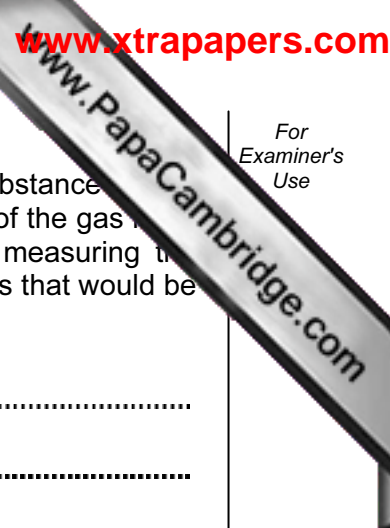 www.xtrapapers.com
www.PapaCambridge.com
For
Examiner's
Use
bstance
of the gas
measuring
s that would be